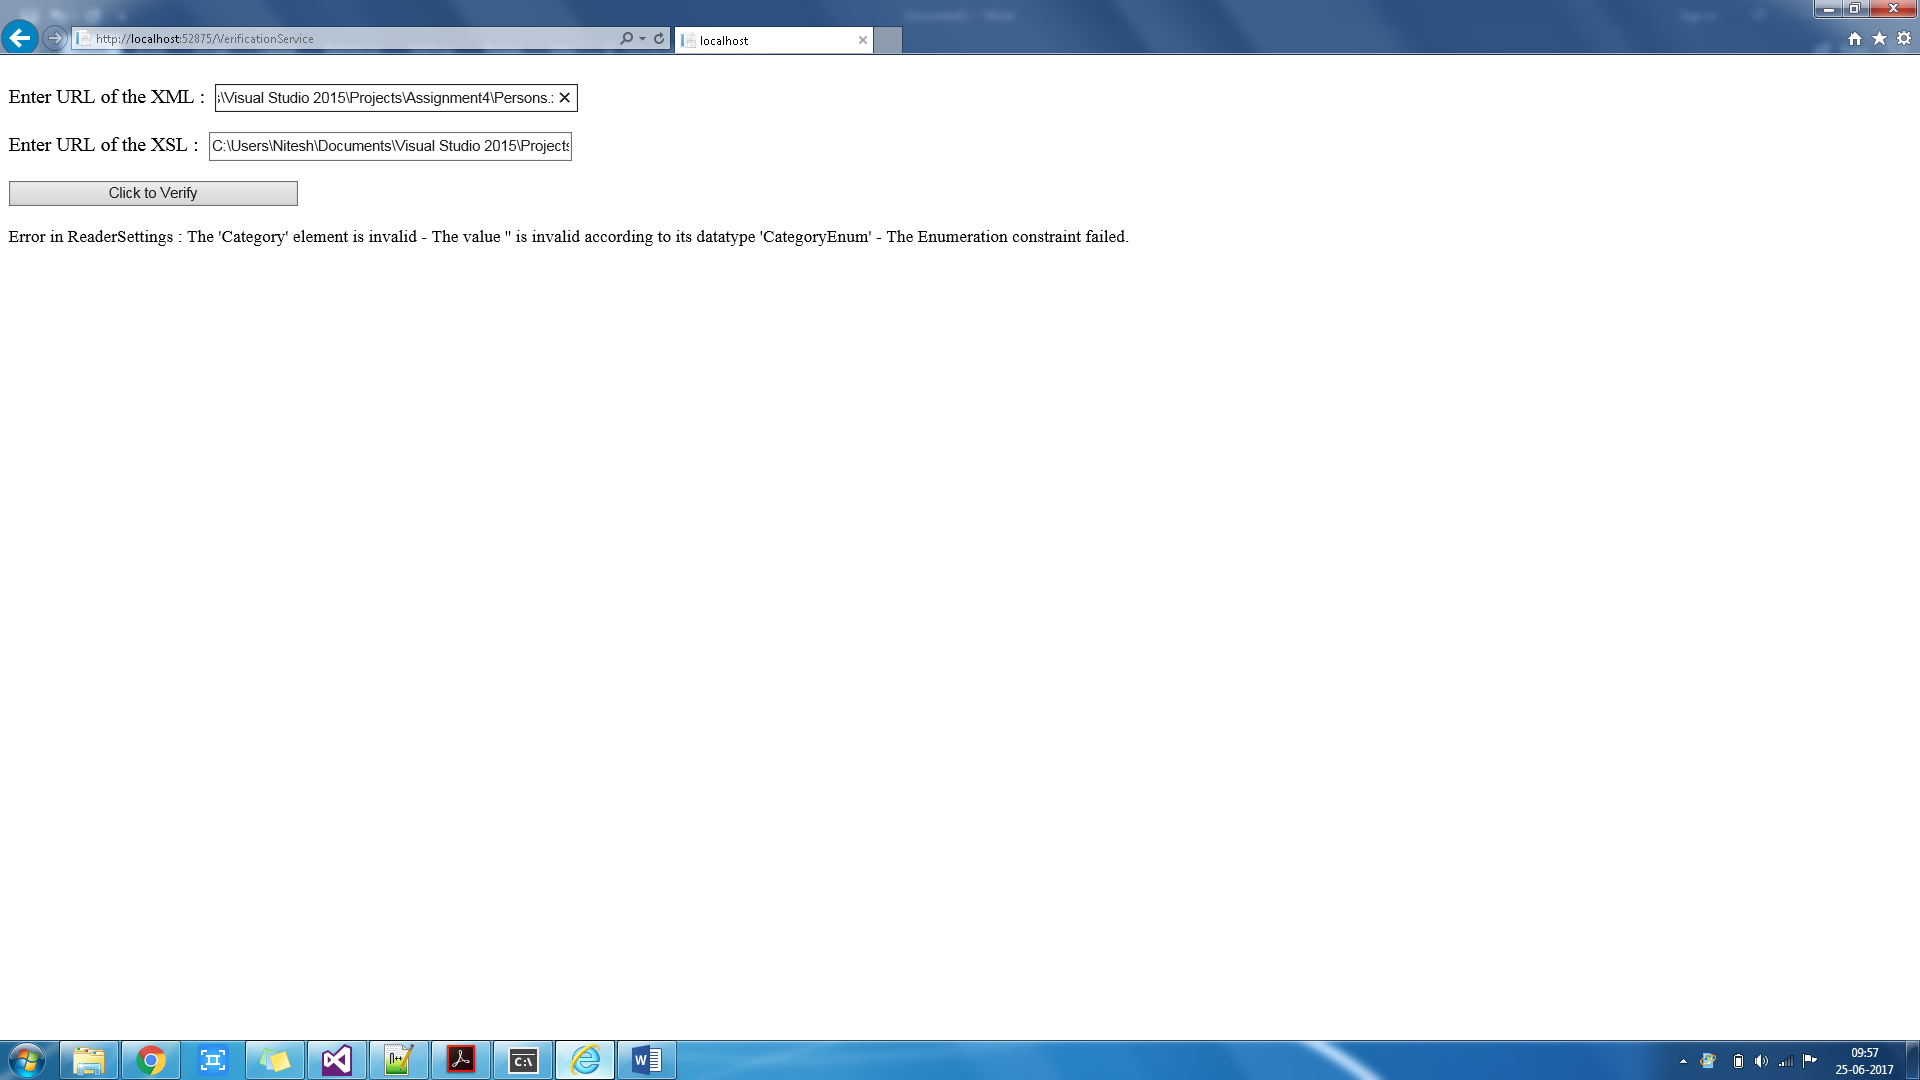 http://localhost:52875/VerificationService
localhost
Enter URL of the XML :
\Visual Studio 2015\Projects\Assignment4\Persons.
Enter URL of the XSL :
C:\Users\Nitesh\Documents\Visual Studio 2015\Projects
Click to Verify
Error in ReaderSettings : The 'Category' element is invalid - The value '' is invalid according to its datatype 'CategoryEnum' - The Enumeration constraint failed.
09:57
25-06-2017